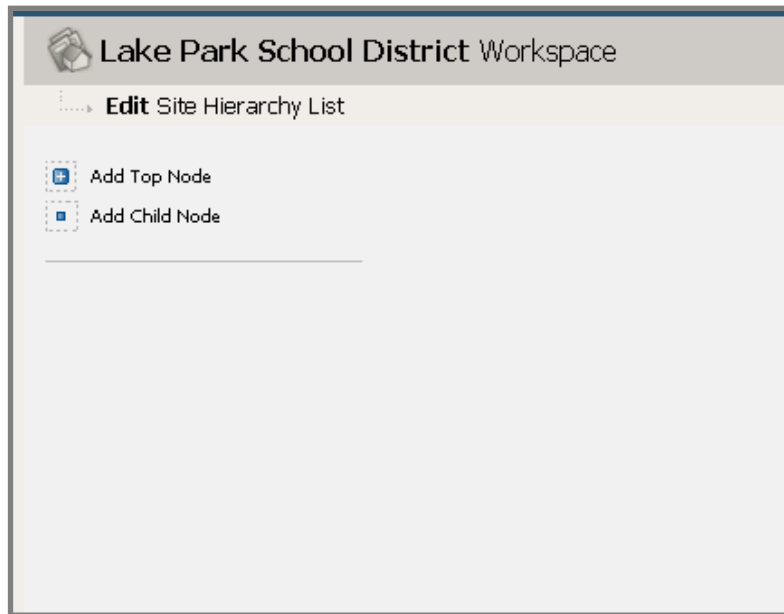 Lake Park School District Workspace
Edit Site Hierarchy List
Add Top Node
Add Child Node